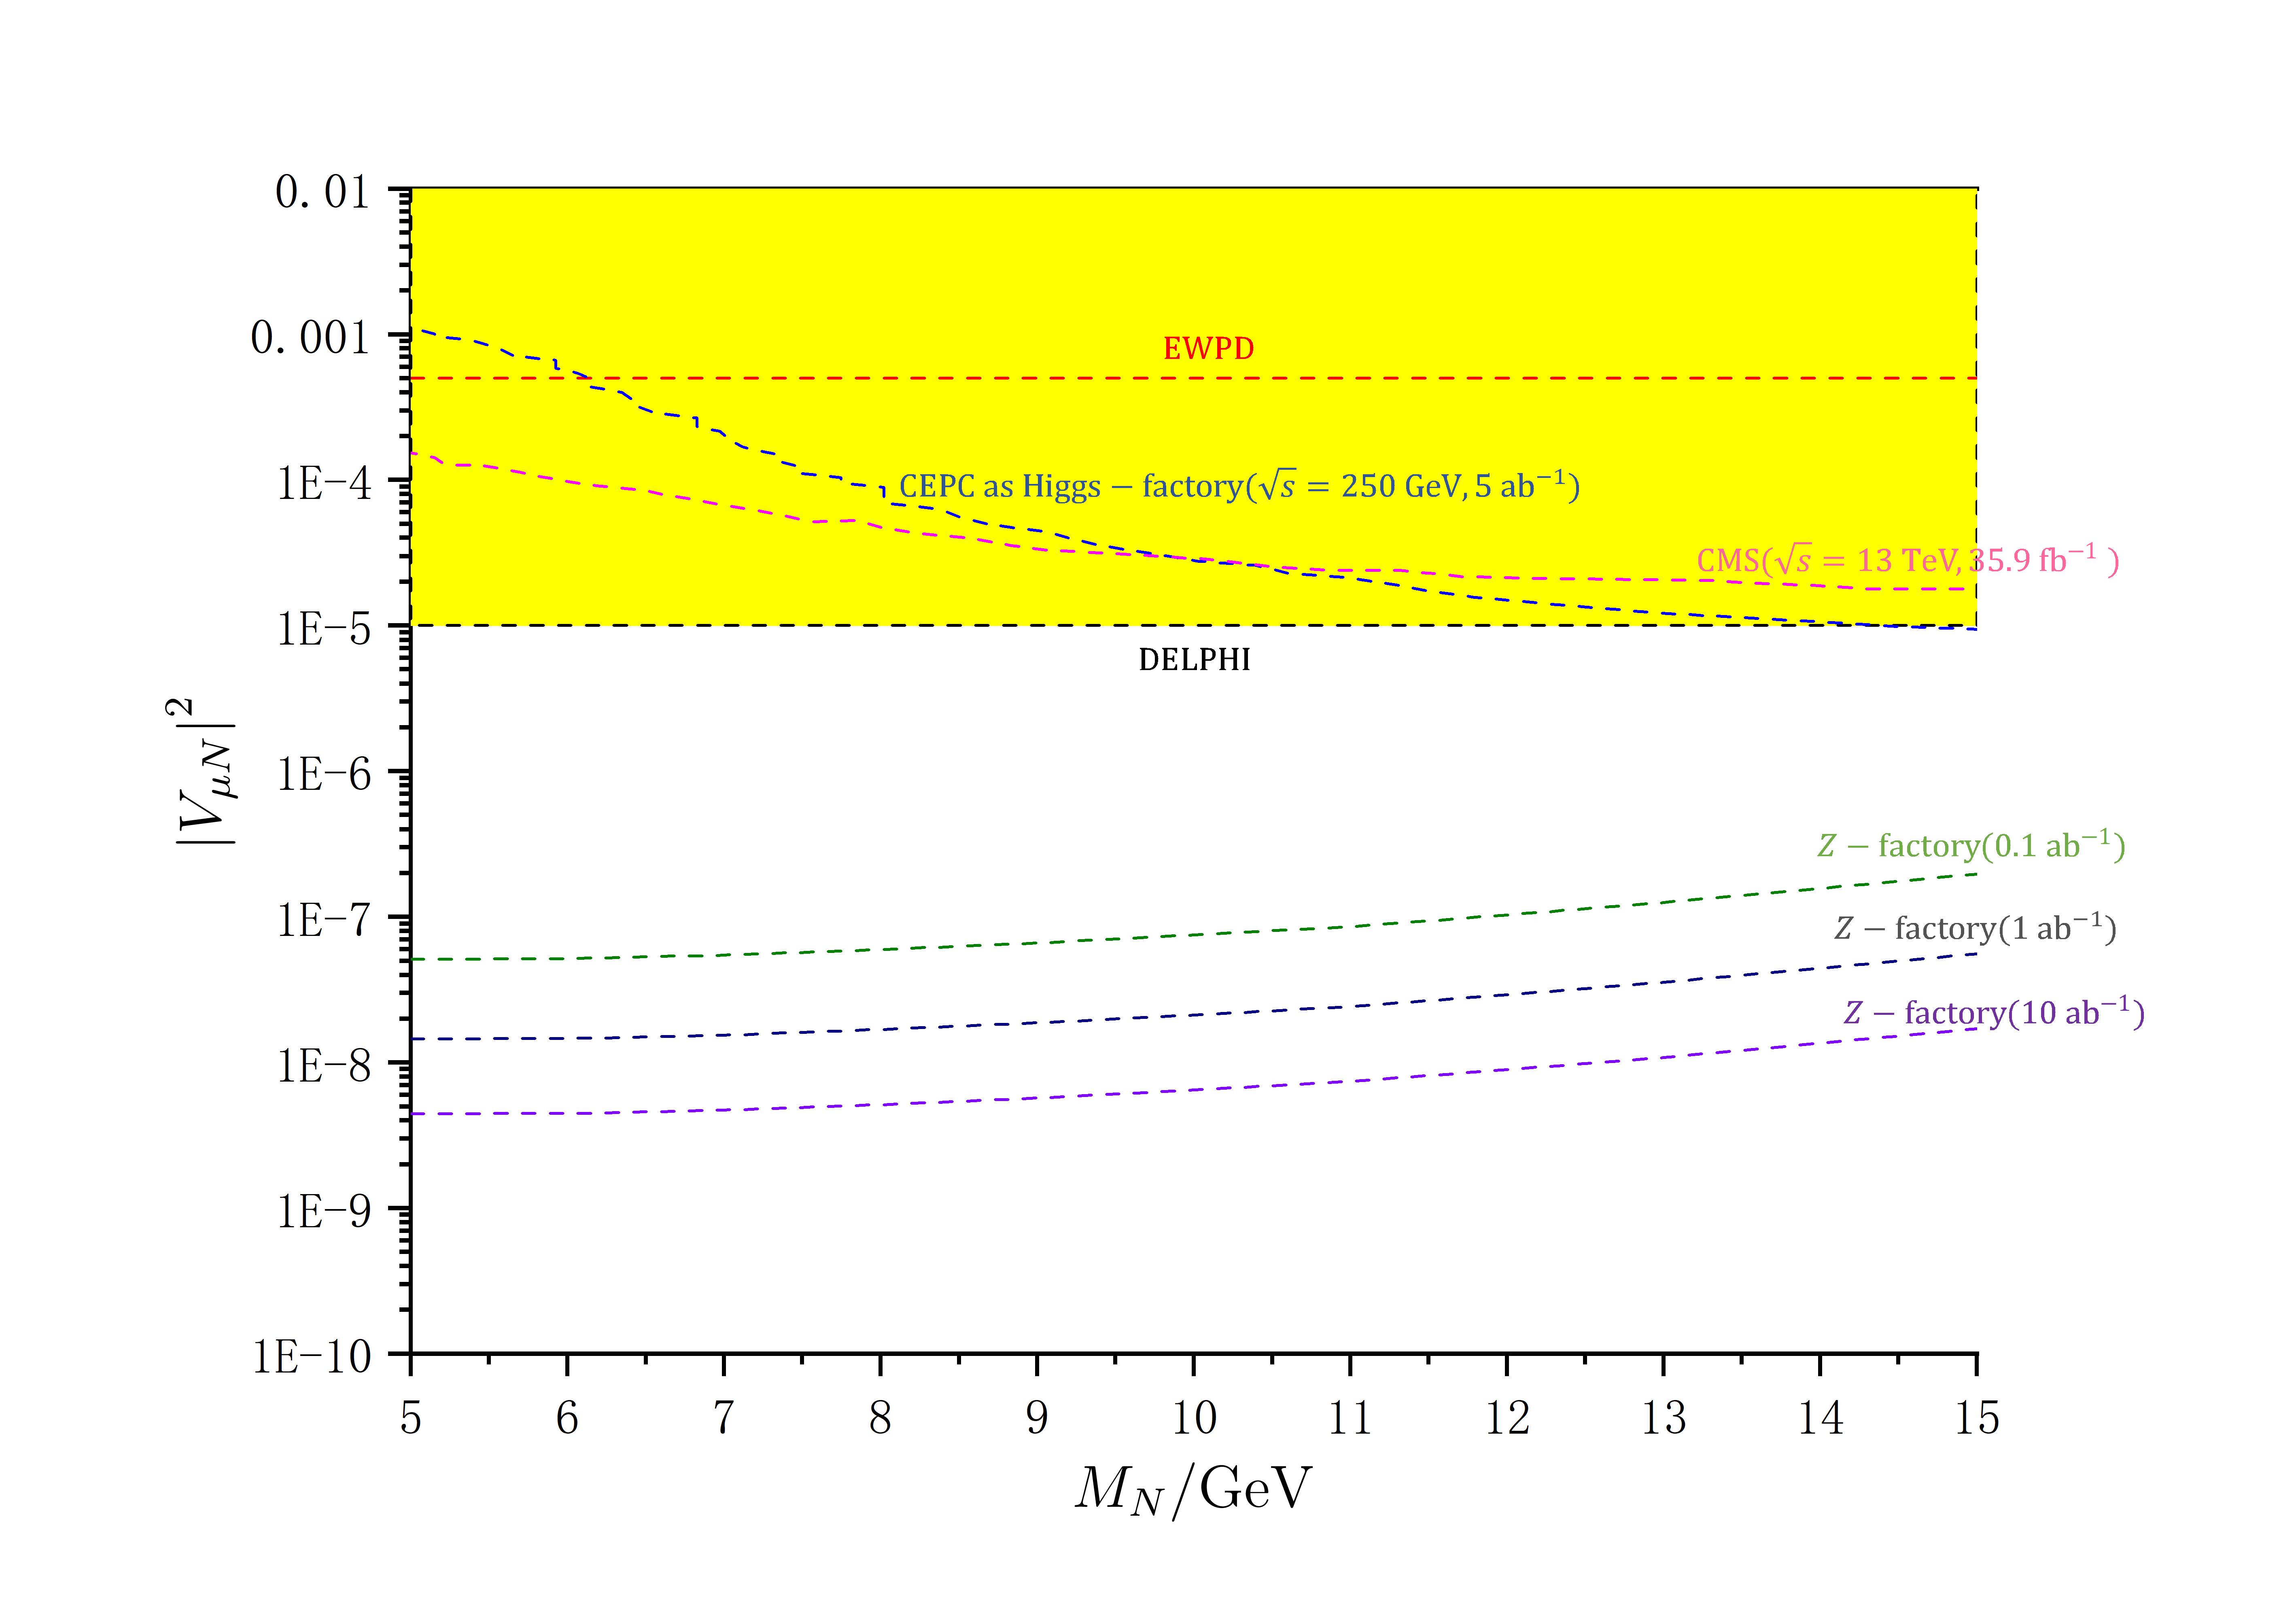 0. 01
0. 001
EWPD
1E−4
CEPC as Higgs − factory(√s = 250 GeV, 5 ab⁻¹)
CMS(√s = 13 TeV, 35.9 fb⁻¹ )
1E−5
DELPHI
|V_{μN}|²
1E−6
Z − factory(0.1 ab⁻¹)
1E−7
Z − factory(1 ab⁻¹)
Z − factory(10 ab⁻¹)
1E−8
1E−9
1E−10
5 6 7 8 9 10 11 12 13 14 15
M_N/GeV